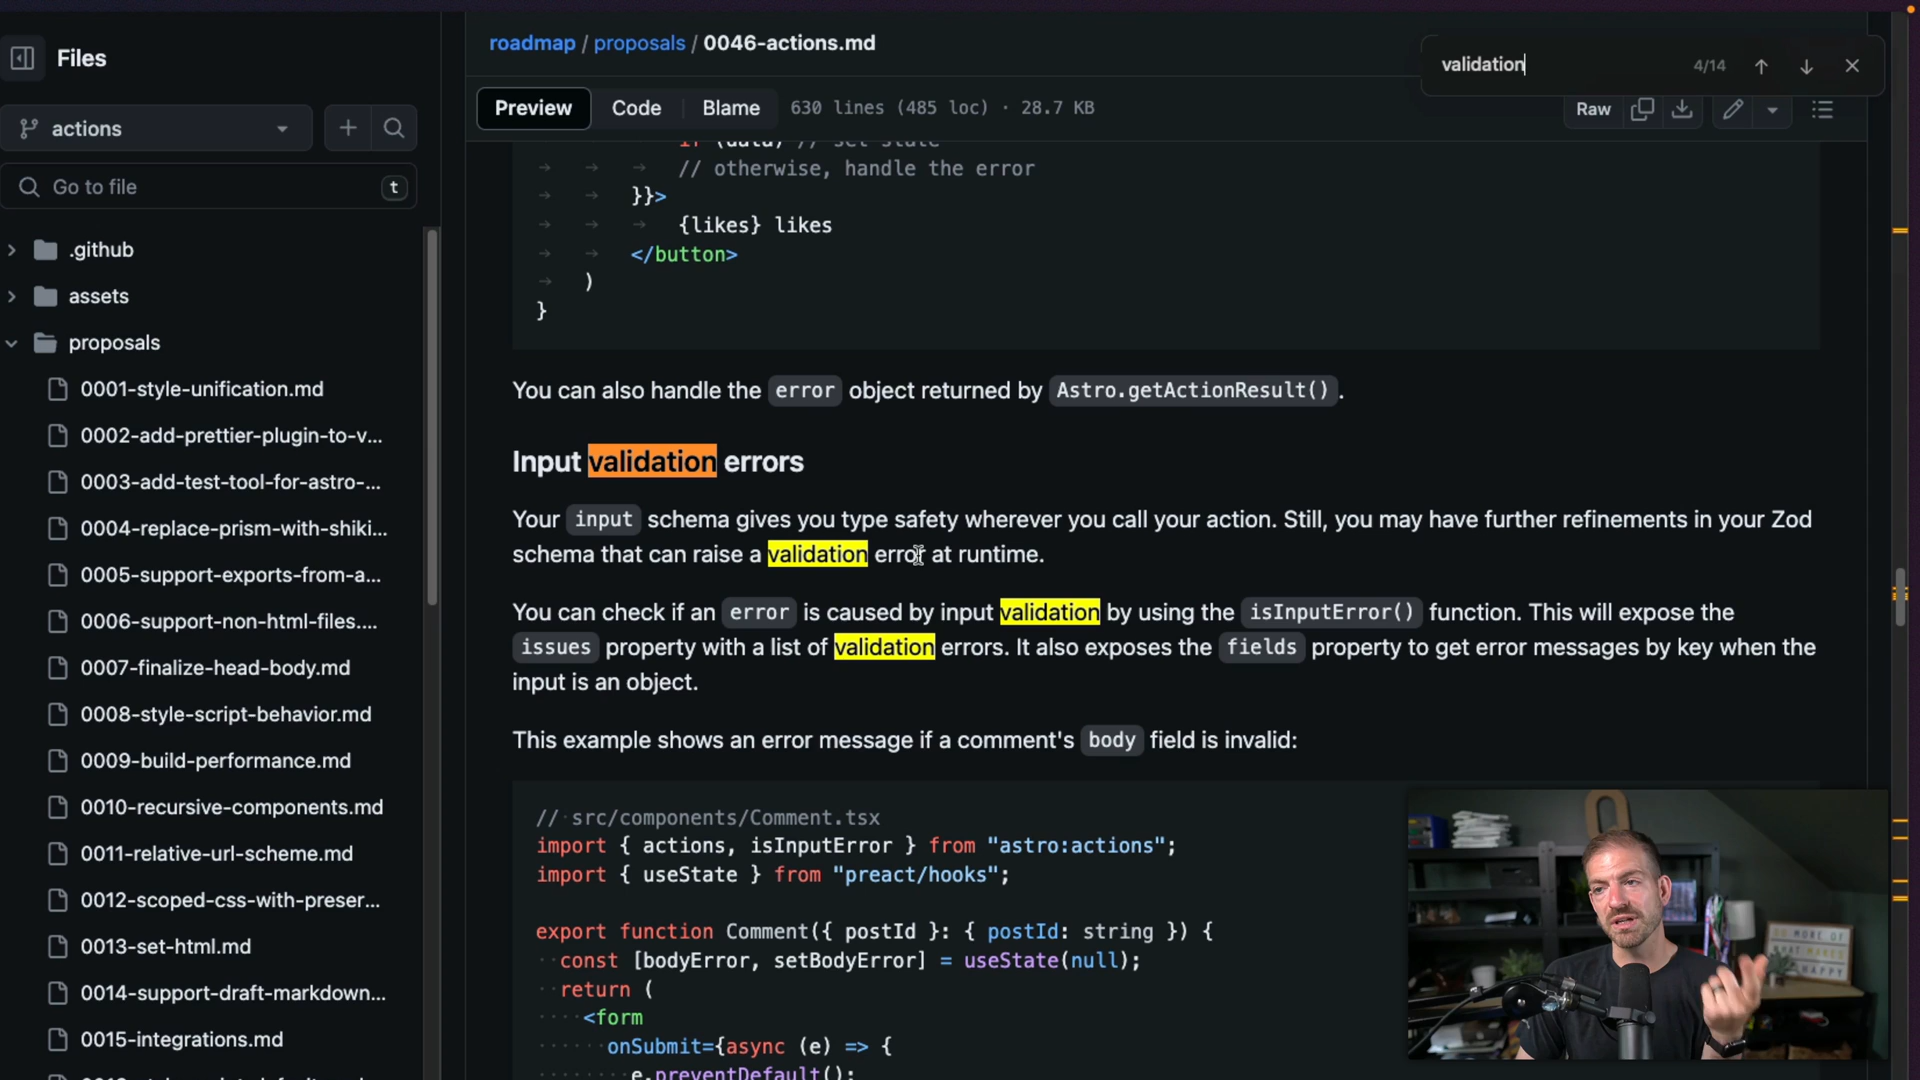 Files
actions
Go to file
t
.github
assets
proposals
0001-style-unification.md
0002-add-prettier-plugin-to-v...
0003-add-test-tool-for-astro-...
0004-replace-prism-with-shiki...
0005-support-exports-from-a...
0006-support-non-html-files....
0007-finalize-head-body.md
0008-style-script-behavior.md
0009-build-performance.md
0010-recursive-components.md
0011-relative-url-scheme.md
0012-scoped-css-with-preser...
0013-set-html.md
0014-support-draft-markdown...
0015-integrations.md
roadmap / proposals / 0046-actions.md
validation 4/14
Preview Code Blame 630 lines (485 loc) · 28.7 KB Raw
if (data) // set state
// otherwise, handle the error
}}>
{likes} likes
</button>
)
}
You can also handle the error object returned by Astro.getActionResult().
Input validation errors
Your input schema gives you type safety wherever you call your action. Still, you may have further refinements in your Zod
schema that can raise a validation error at runtime.
You can check if an error is caused by input validation by using the isInputError() function. This will expose the
issues property with a list of validation errors. It also exposes the fields property to get error messages by key when the
input is an object.
This example shows an error message if a comment's body field is invalid:
// src/components/Comment.tsx
import { actions, isInputError } from "astro:actions";
import { useState } from "preact/hooks";
export function Comment({ postId }: { postId: string }) {
const [bodyError, setBodyError] = useState(null);
return (
<form
onSubmit={async (e) => {
e.preventDefault();
DO MORE OF
WHAT MAKES
HAPPY